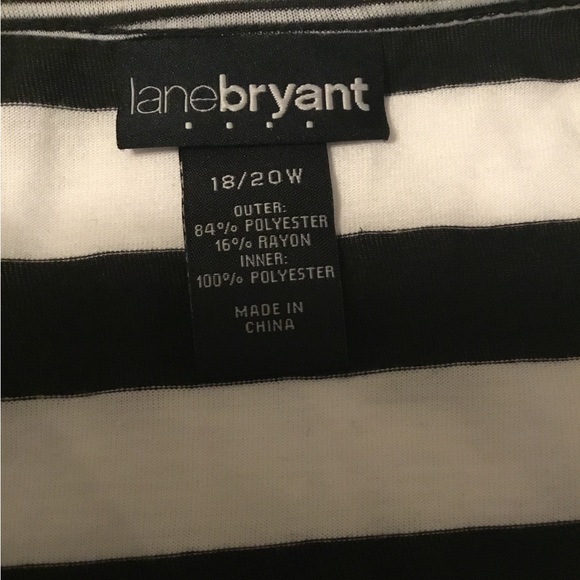 lanebryant
18/20W
OUTER:
84% POLYESTER
16% RAYON
INNER:
100% POLYESTER
MADE IN
CHINA